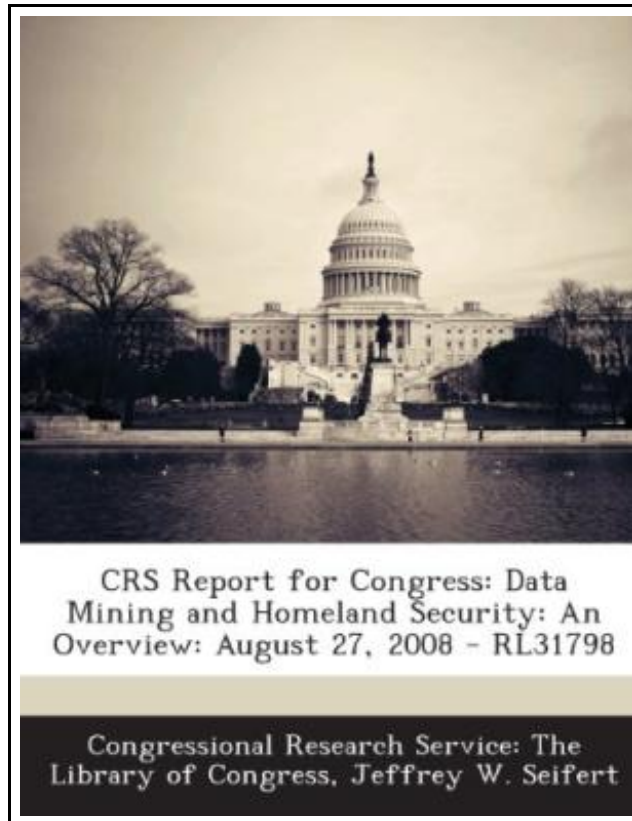 CRS Report for Congress: Data
Mining and Homeland Security: An
Overview: August 27, 2008 - RL31798
Congressional Research Service: The
Library of Congress, Jeffrey W. Seifert